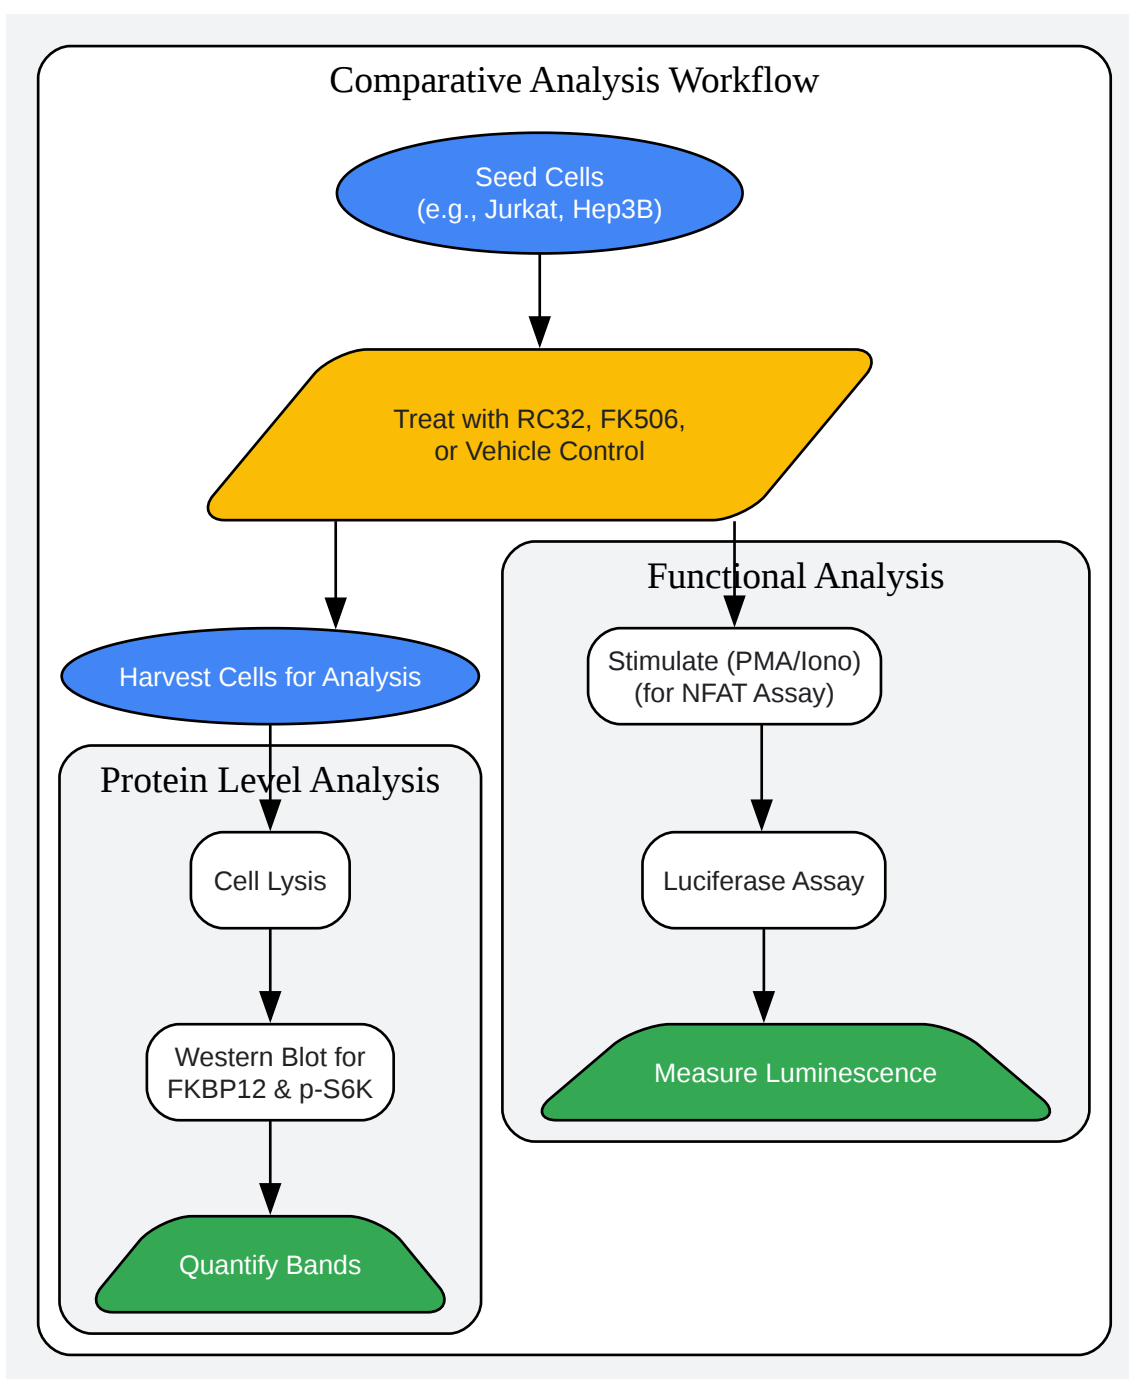 Comparative Analysis Workflow
Seed Cells
(e.g., Jurkat, Hep3B)
Treat with RC32, FK506,
or Vehicle Control
Functional Analysis
Harvest Cells for Analysis
Stimulate (PMA/Iono)
(for NFAT Assay)
Protein Level Analysis
Cell Lysis
Luciferase Assay
Western Blot for
FKBP12 & p-S6K
Measure Luminescence
Quantify Bands